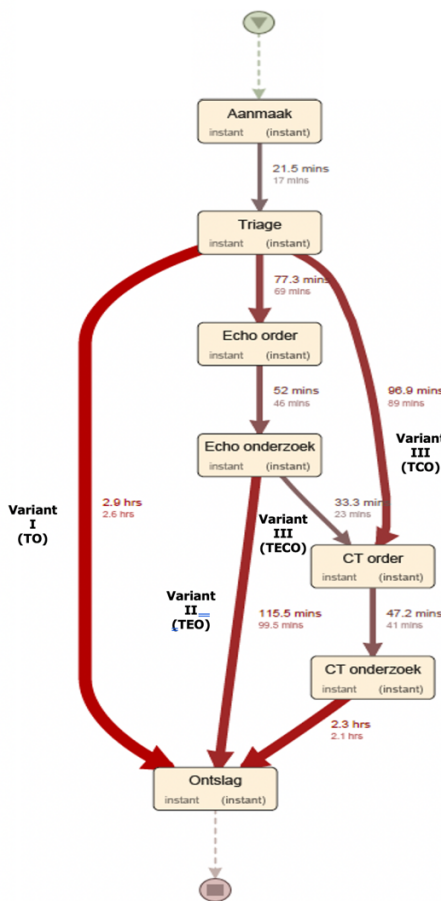 Aanmaak
instant (instant)
21.5 mins
17 mins
Triage
instant (instant)
77.3 mins
69 mins
Echo order
instant (instant)
96.9 mins
89 mins
52 mins
46 mins
Echo onderzoek
instant (instant)
Variant
III
(TCO)
Variant
I
(TO)
2.9 hrs
2.6 hrs
33.3 mins
23 mins
Variant
III
(TECO)
CT order
instant (instant)
Variant
II
(TEO)
115.5 mins
99.5 mins
47.2 mins
41 mins
CT onderzoek
instant (instant)
2.3 hrs
2.1 hrs
Ontslag
instant (instant)